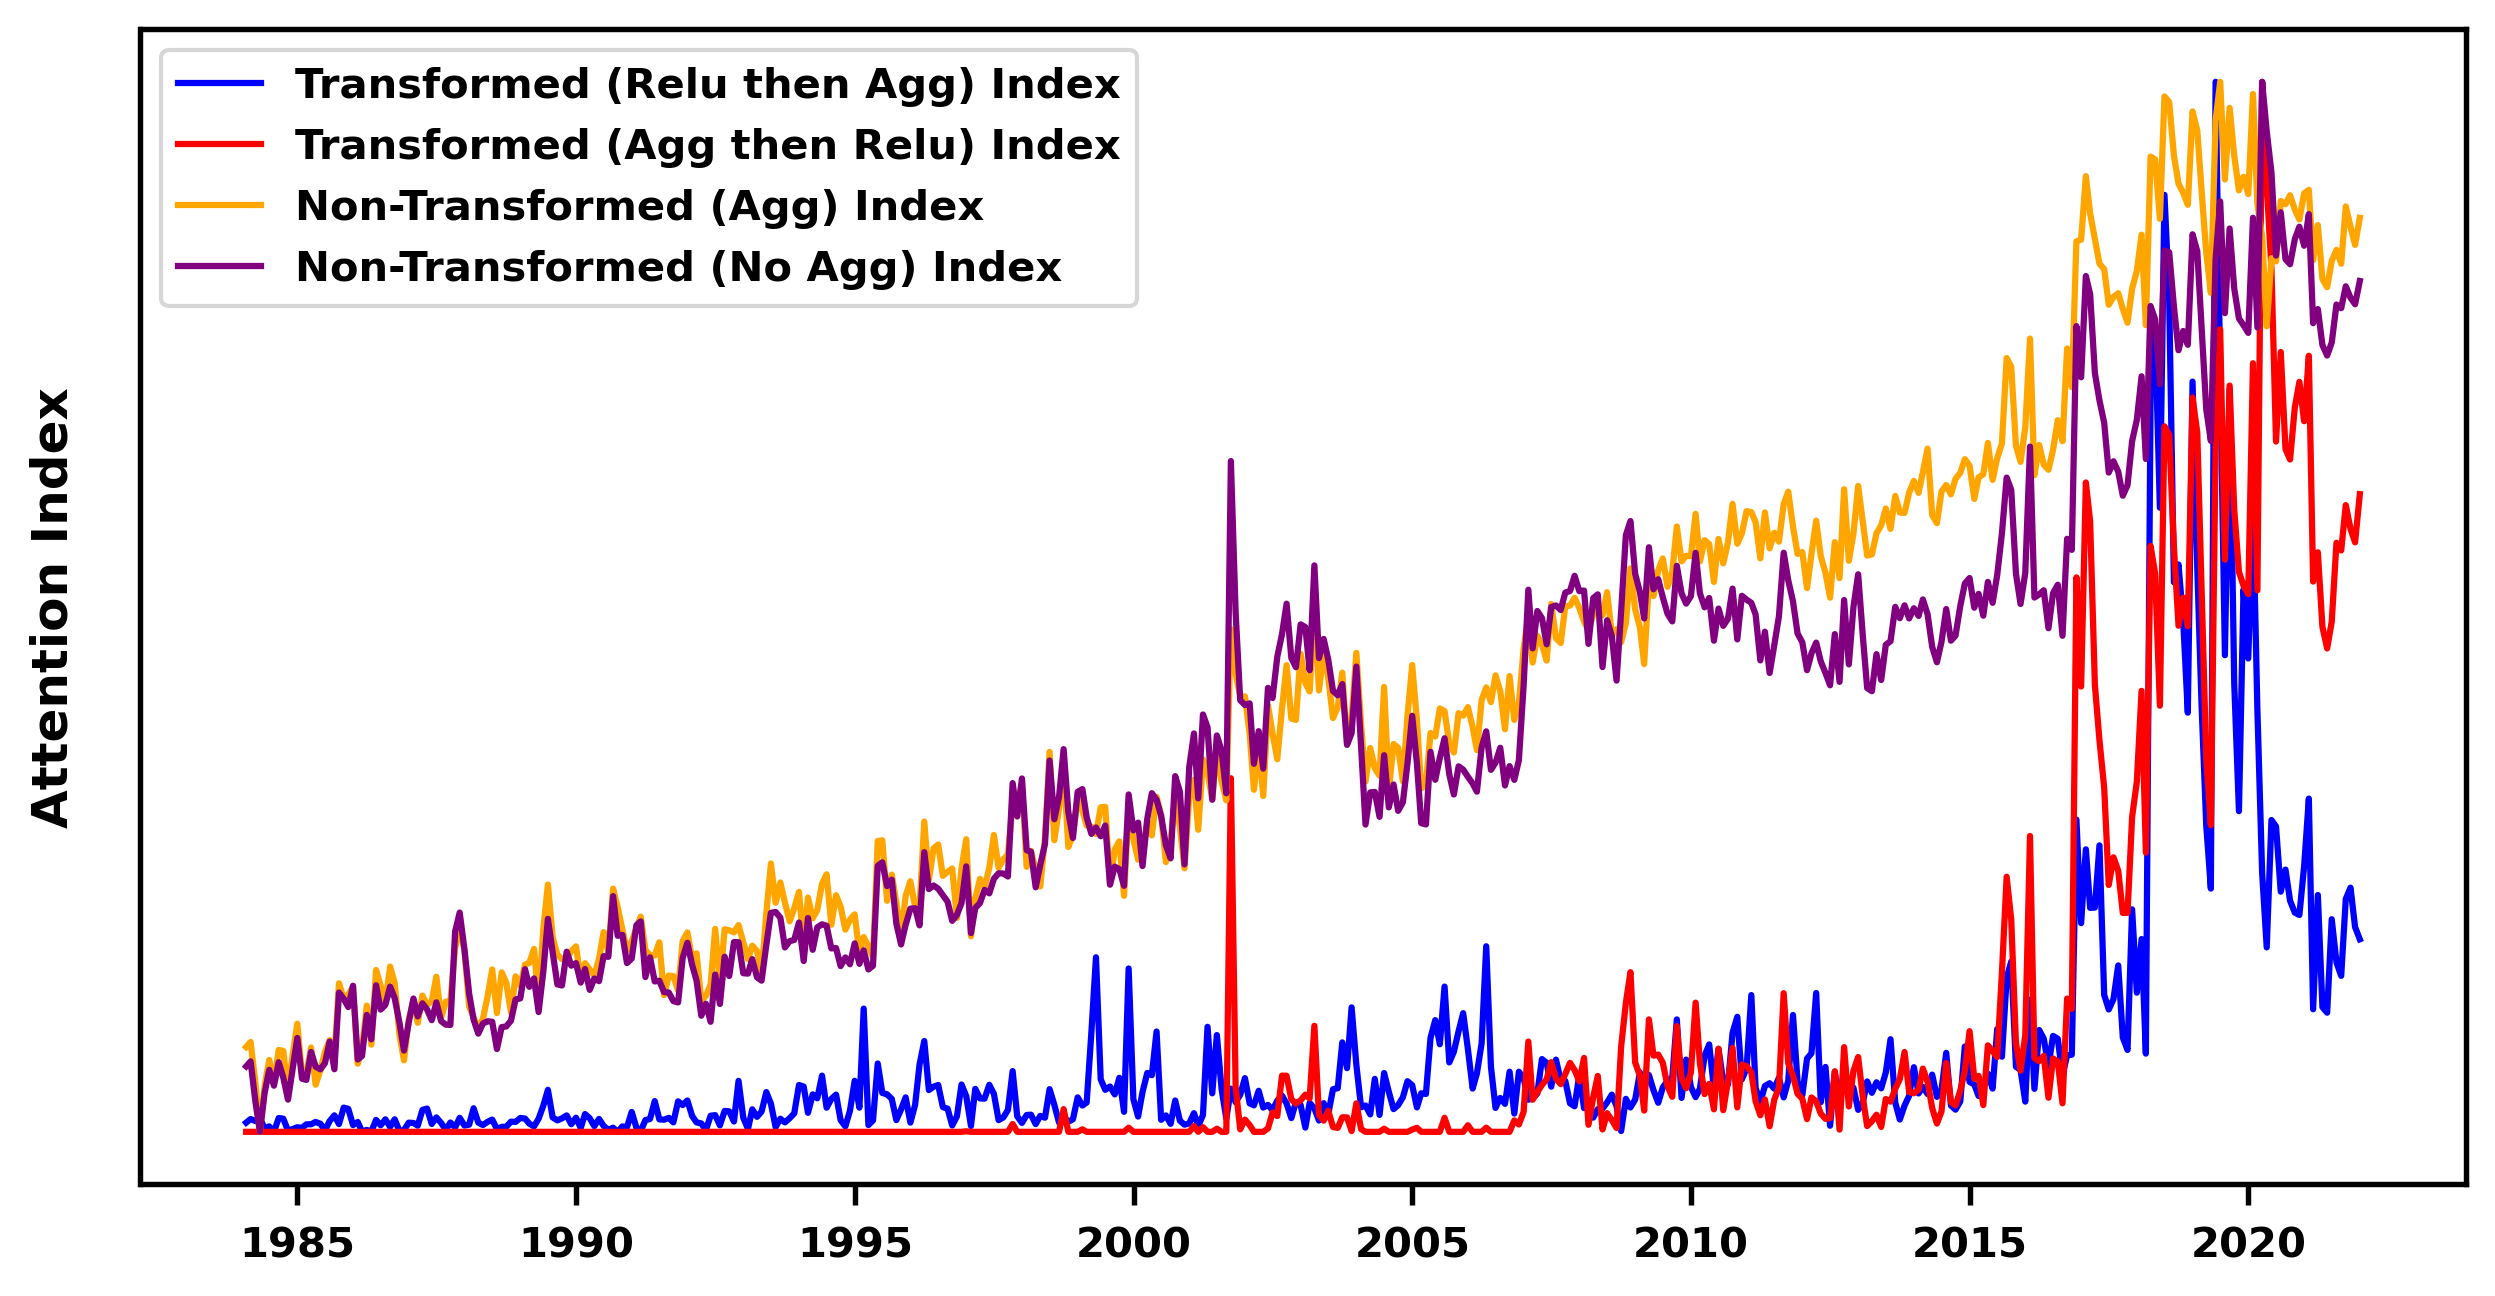 Transformed (Relu then Agg) Index
Transformed (Agg then Relu) Index
Non-Transformed (Agg) Index
Non-Transformed (No Agg) Index
Attention Index
1985 1990 1995 2000 2005 2010 2015 2020